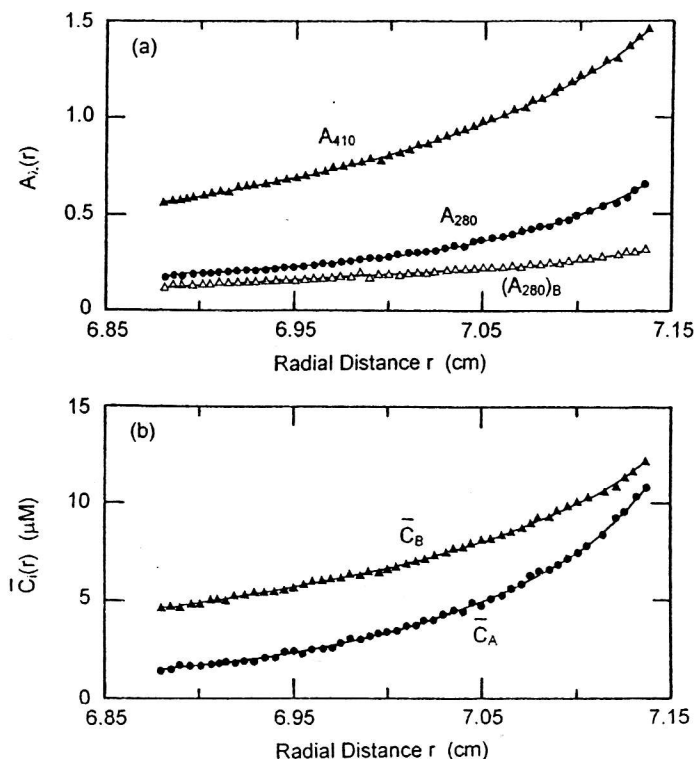 (a)
1.5
1.0
0.5
0
Aλ(r)
A410
A280
(A280)B
6.85 6.95 7.05 7.15
Radial Distance r (cm)
(b)
15
10
5
0
C̄i(r) (μM)
C̄B
C̄A
6.85 6.95 7.05 7.15
Radial Distance r (cm)